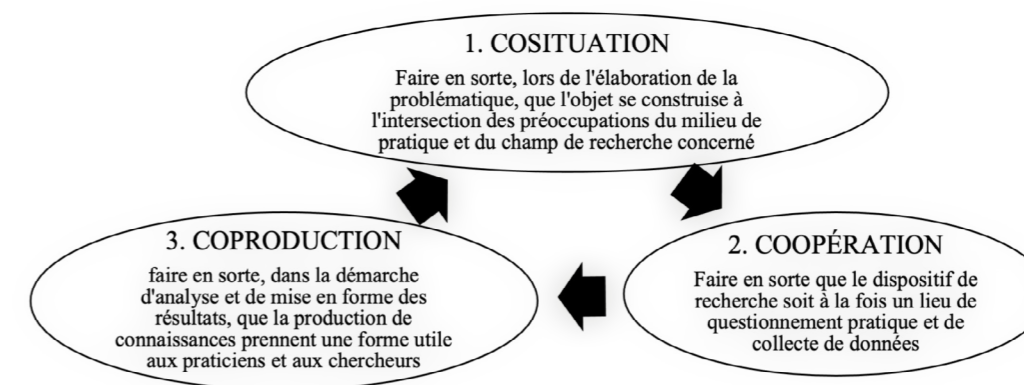 1. COSITUATION
Faire en sorte, lors de l'élaboration de la
problématique, que l'objet se construise à
l'intersection des préoccupations du milieu de
pratique et du champ de recherche concerné
2. COOPÉRATION
Faire en sorte que le dispositif de
recherche soit à la fois un lieu de
questionnement pratique et de
collecte de données
3. COPRODUCTION
faire en sorte, dans la démarche
d'analyse et de mise en forme des
résultats, que la production de
connaissances prennent une forme utile
aux praticiens et aux chercheurs